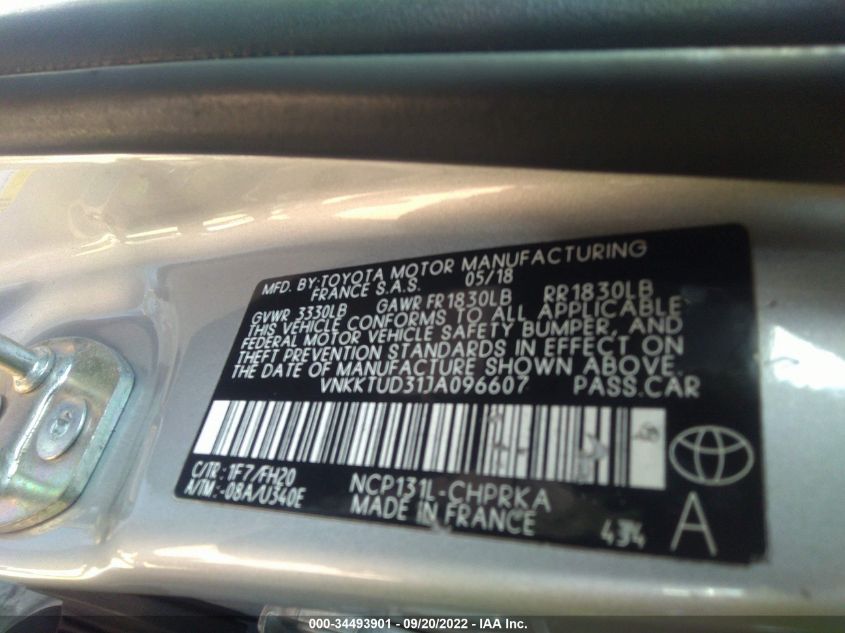 MFD. BY:TOYOTA MOTOR MANUFACTURING
FRANCE S.A.S. 05/18
GVWR 3330LB GAWR FR1830LB RR1830LB
THIS VEHICLE CONFORMS TO ALL APPLICABLE
FEDERAL MOTOR VEHICLE SAFETY BUMPER, AND
THEFT PREVENTION STANDARDS IN EFFECT ON
THE DATE OF MANUFACTURE SHOWN ABOVE.
VNKKTUD31JA096607 PASS.CAR
C/TR: 1F7/FH20 NCP131L-CHPRKA
A/TM:-08A/U340E MADE IN FRANCE 434 A
000-34493901 - 09/20/2022 - IAA Inc.